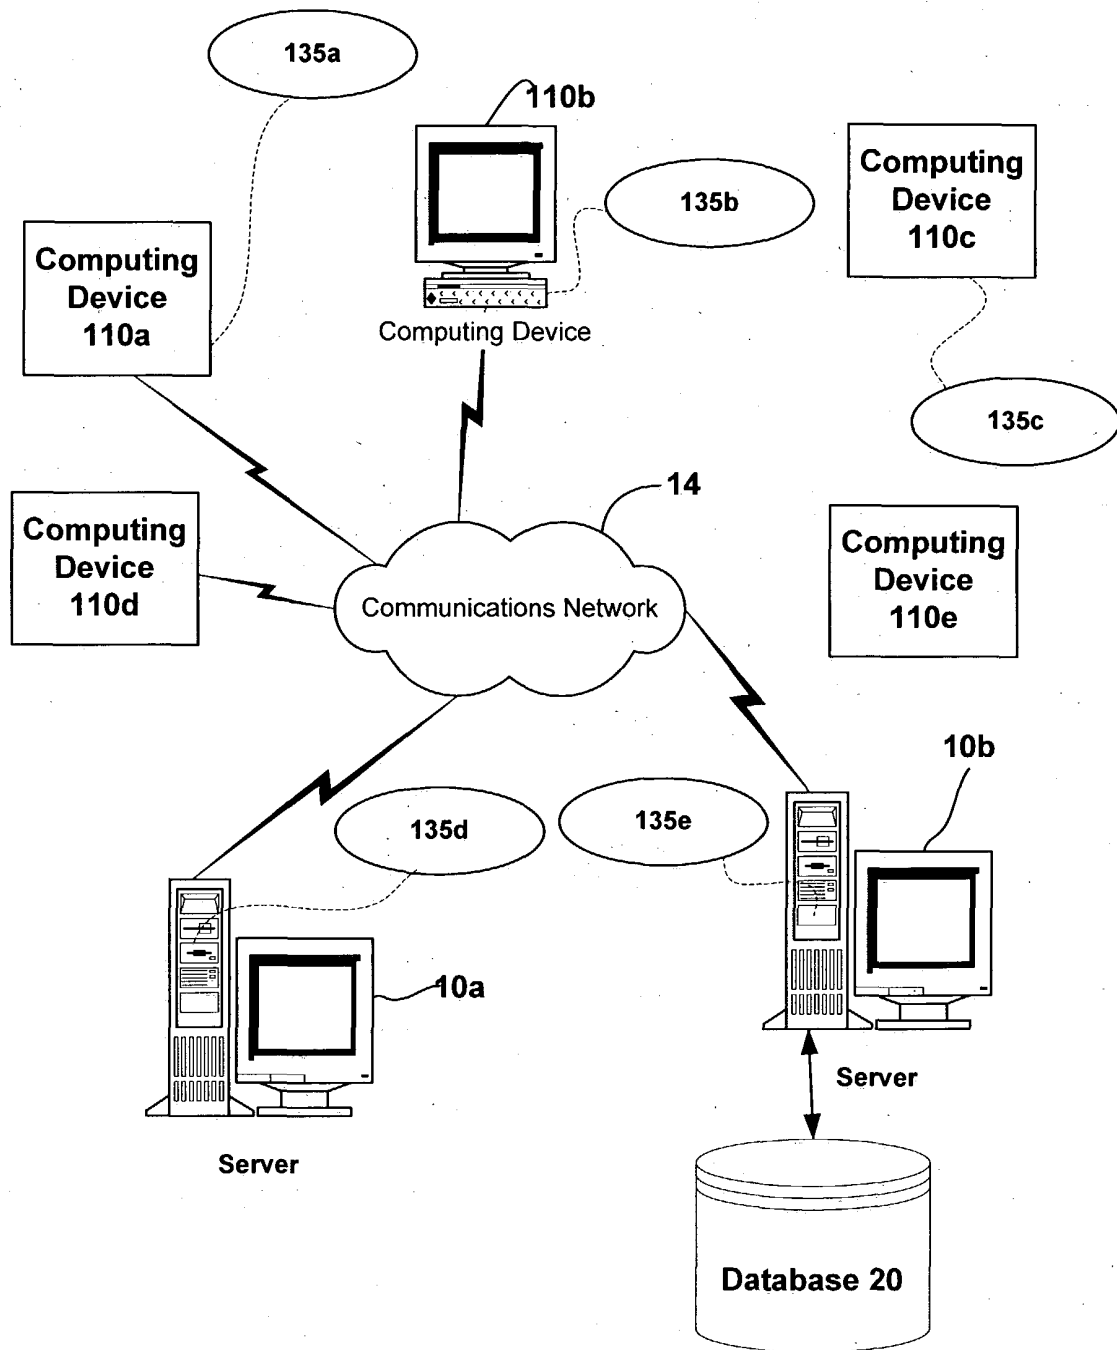 135a
110b
Computing
Device
110c
135b
Computing
Device
110a
Computing Device
135c
14
Computing
Device
110d
Computing
Device
110e
Communications Network
10b
135d
135e
10a
Server
Server
Database 20